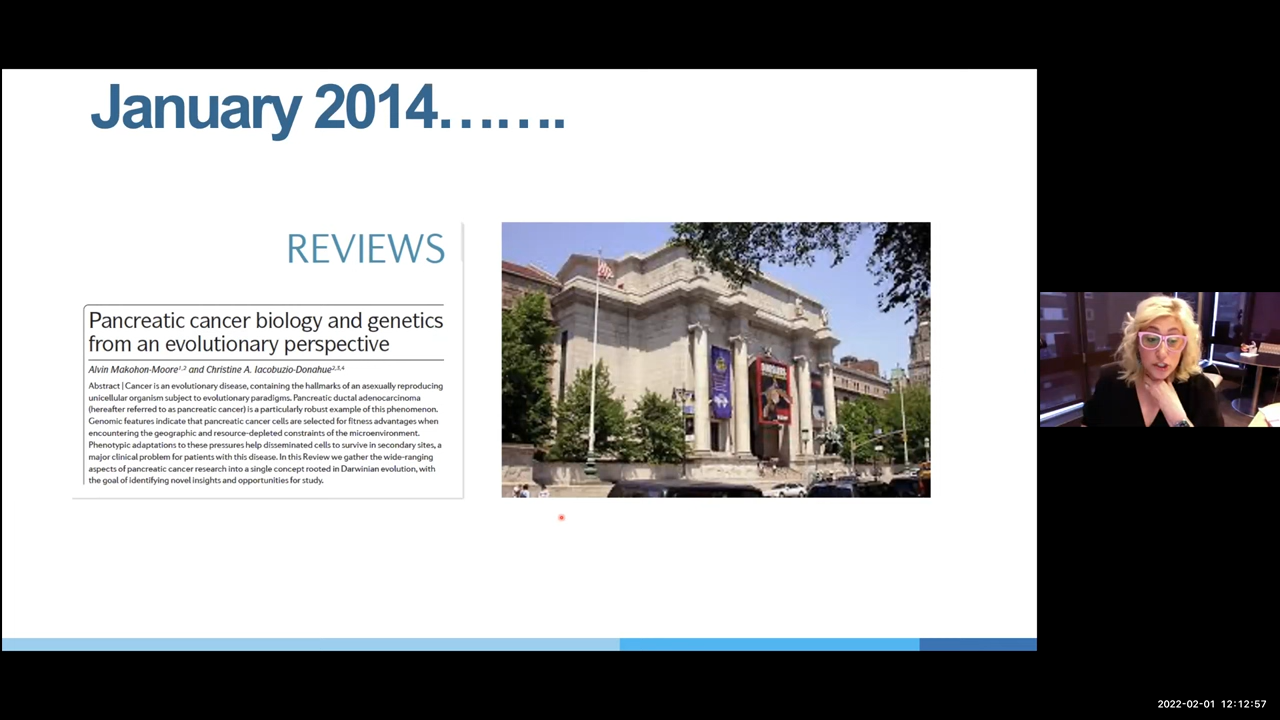 January 2014…….
REVIEWS
Pancreatic cancer biology and genetics
from an evolutionary perspective
Alvin Makohon-Moore1,2 and Christine A. Iacobuzio-Donahue2,3,4
Abstract | Cancer is an evolutionary disease, containing the hallmarks of an asexually reproducing
unicellular organism subject to evolutionary paradigms. Pancreatic ductal adenocarcinoma
(hereafter referred to as pancreatic cancer) is a particularly robust example of this phenomenon.
Genomic features indicate that pancreatic cancer cells are selected for fitness advantages when
encountering the geographic and resource-depleted constraints of the microenvironment.
Phenotypic adaptations to these pressures help disseminated cells to survive in secondary sites, a
major clinical problem for patients with this disease. In this Review we gather the wide-ranging
aspects of pancreatic cancer research into a single concept rooted in Darwinian evolution, with
the goal of identifying novel insights and opportunities for study.
2022-02-01 12:12:57